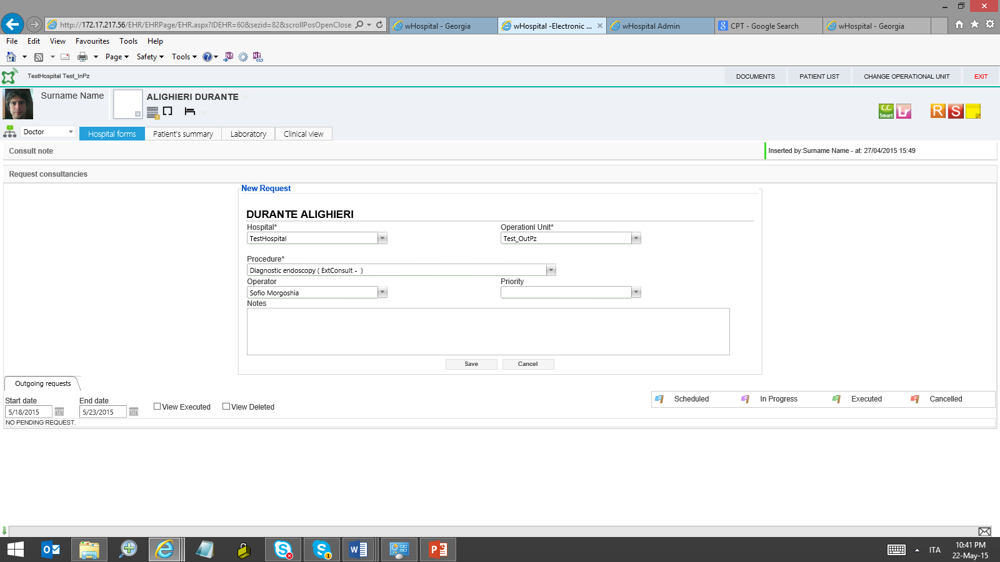 http://172.17.217.56/EHR/EHRPage/EHR.aspx?IDEHR=60&sezid=82&scrollPosOpenClose
wHospital - Georgia
wHospital -Electronic ...
wHospital Admin
CPT - Google Search
wHospital - Georgia
File Edit View Favourites Tools Help
Page Safety Tools
TestHospital Test_InPz
DOCUMENTS PATIENT LIST CHANGE OPERATIONAL UNIT EXIT
Surname Name
ALIGHIERI DURANTE
C.C. Smart
Lr
R
S
Doctor
Hospital forms Patient's summary Laboratory Clinical view
Consult note
Inserted by:Surname Name - at: 27/04/2015 15:49
Request consultancies
New Request
DURANTE ALIGHIERI
Hospital* Operationl Unit*
TestHospital Test_OutPz
Procedure*
Diagnostic endoscopy ( ExtConsult - )
Operator Priority
Sofio Morgoshia
Notes
Save Cancel
Outgoing requests
Start date End date
5/18/2015 5/23/2015
View Executed View Deleted
Scheduled In Progress Executed Cancelled
NO PENDING REQUEST.
ITA
10:41 PM
22-May-15